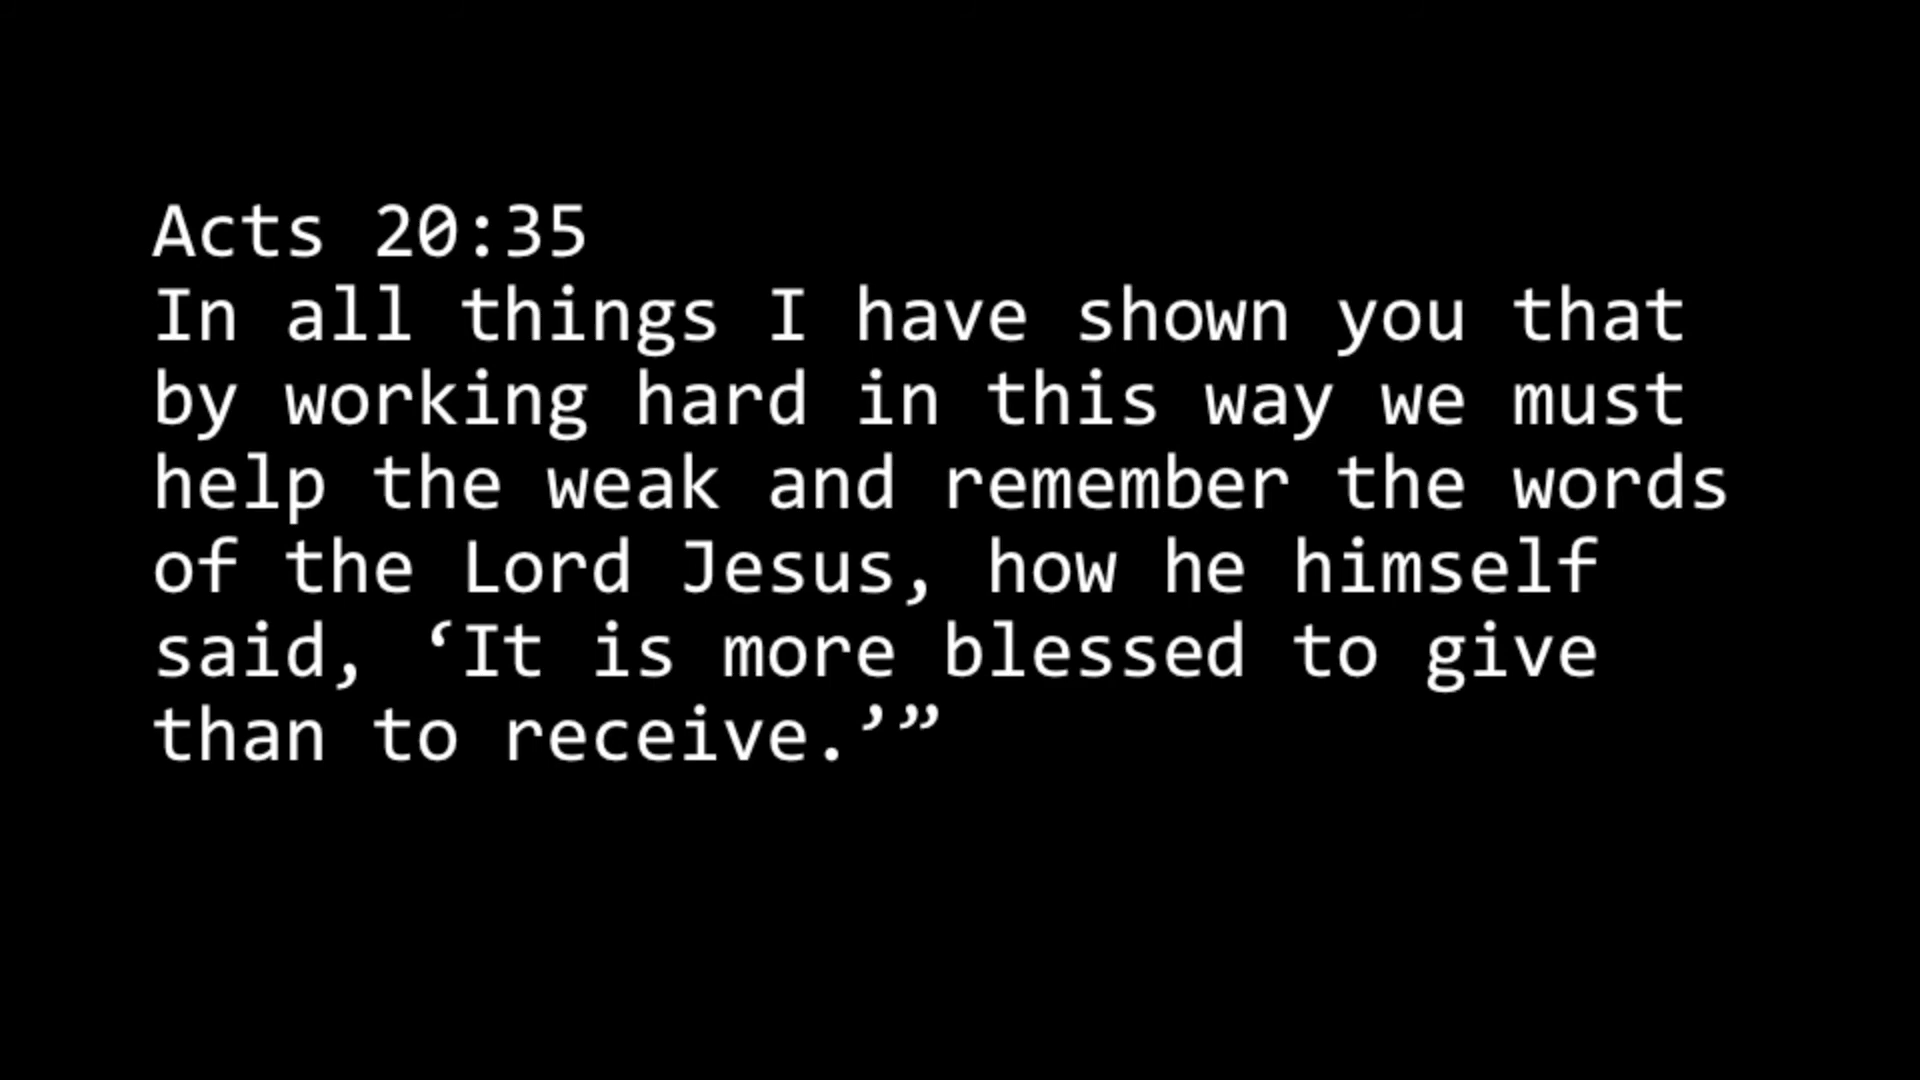 Acts 20:35
In all things I have shown you that
by working hard in this way we must
help the weak and remember the words
of the Lord Jesus, how he himself
said, ‘It is more blessed to give
than to receive.’”